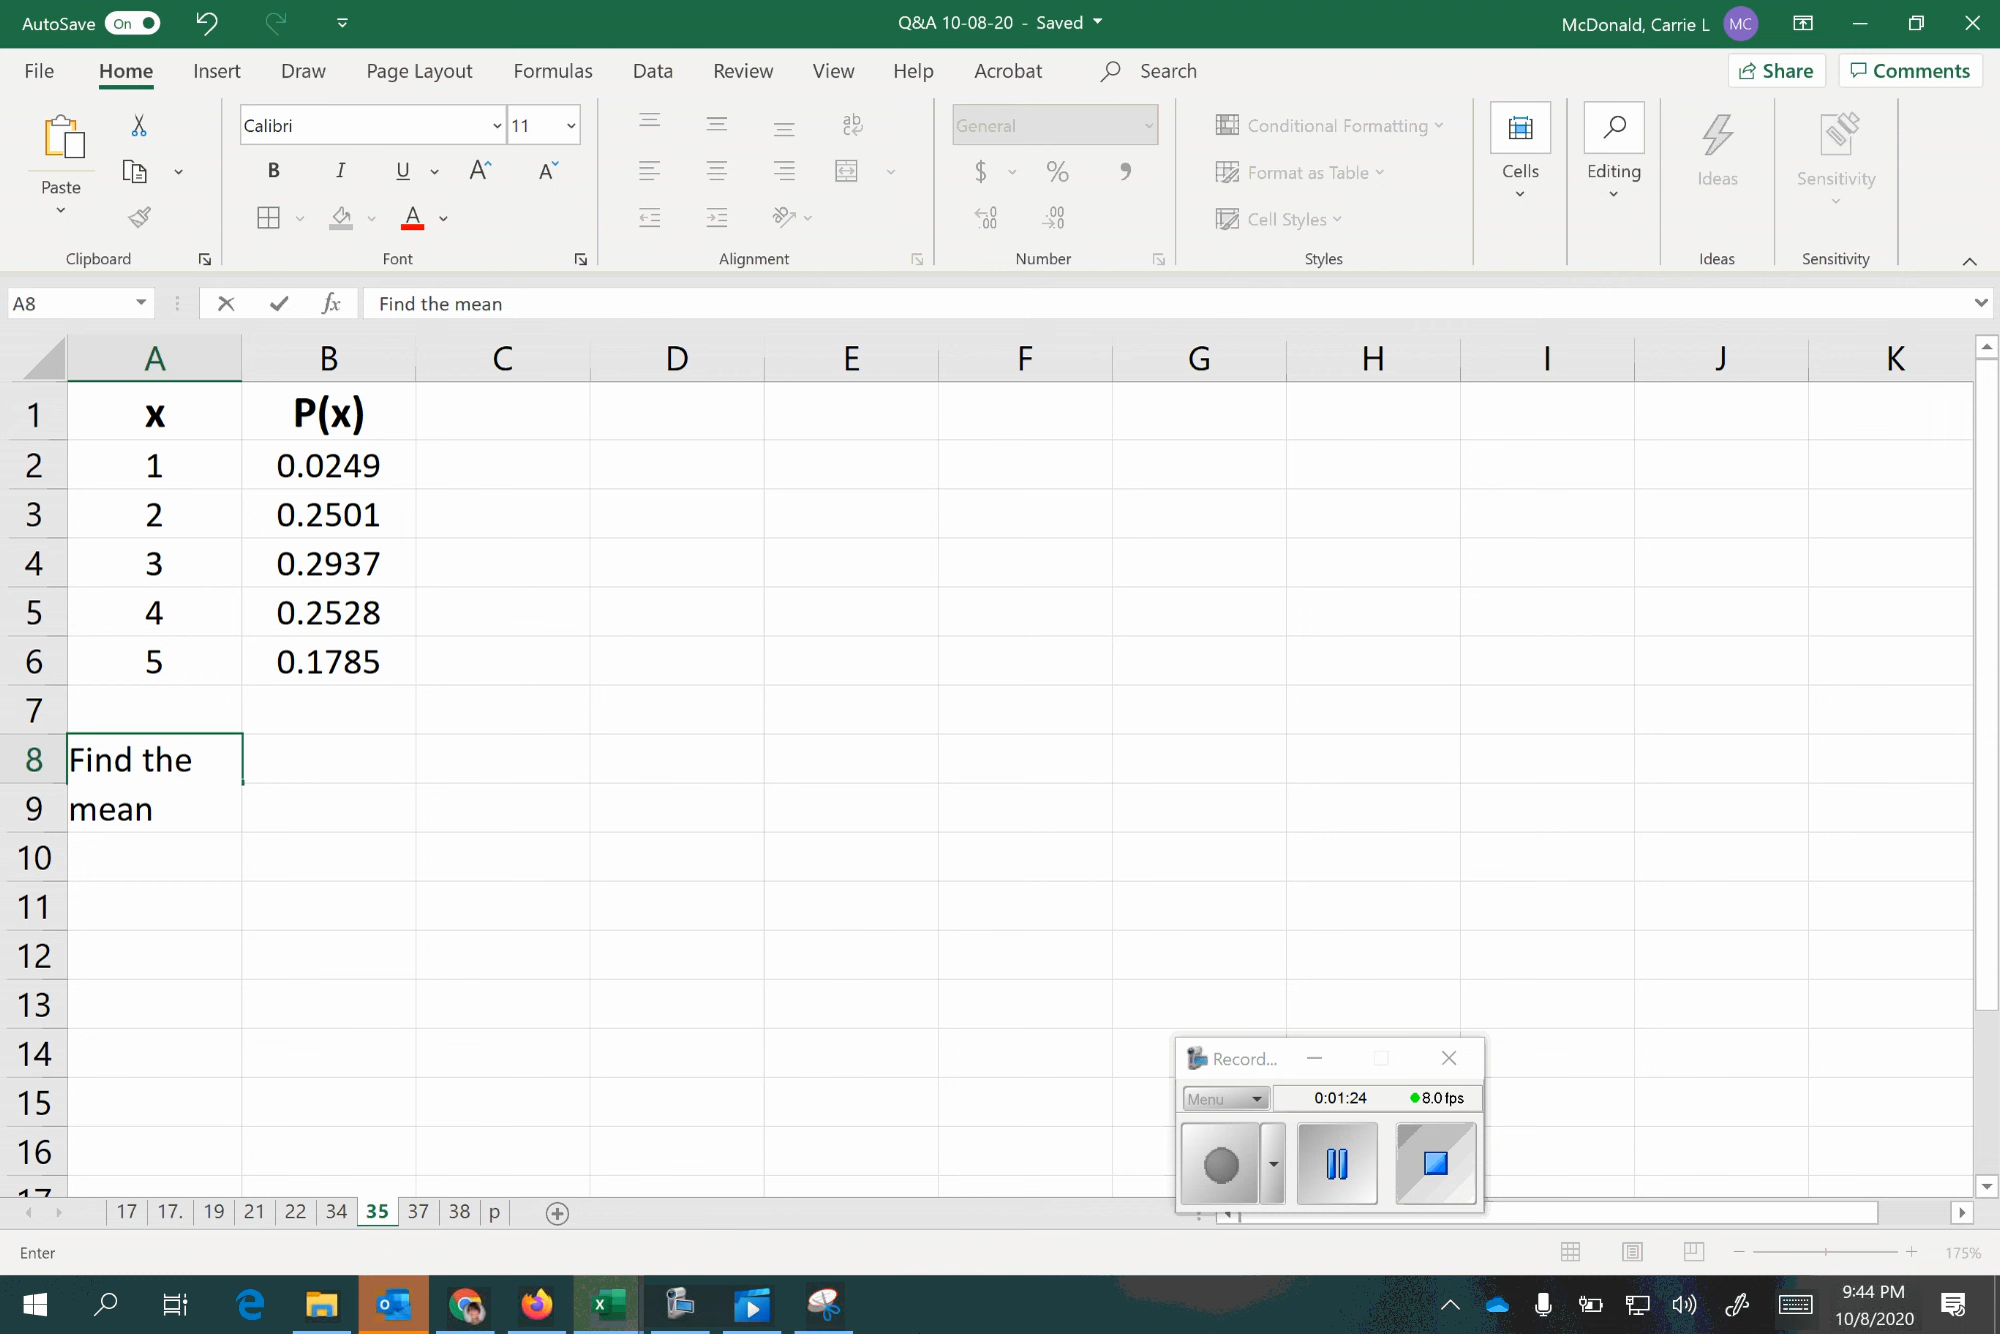 AutoSave On Q&A 10-08-20 - Saved McDonald, Carrie L MC
File Home Insert Draw Page Layout Formulas Data Review View Help Acrobat Search Share Comments
Calibri 11 ab c General Conditional Formatting
Paste B I U A A $ % Format as Table Cells Editing Ideas Sensitivity
A .00 .00 Cell Styles
Clipboard Font Alignment Number Styles Ideas Sensitivity
A8 fx Find the mean
A B C D E F G H I J K
1 x P(x)
2 1 0.0249
3 2 0.2501
4 3 0.2937
5 4 0.2528
6 5 0.1785
7
8 Find the
9 mean
10
11
12
13
14 Record...
15 Menu 0:01:24 8.0 fps
16
17
17 17. 19 21 22 34 35 37 38 p
Enter 175%
9:44 PM
10/8/2020